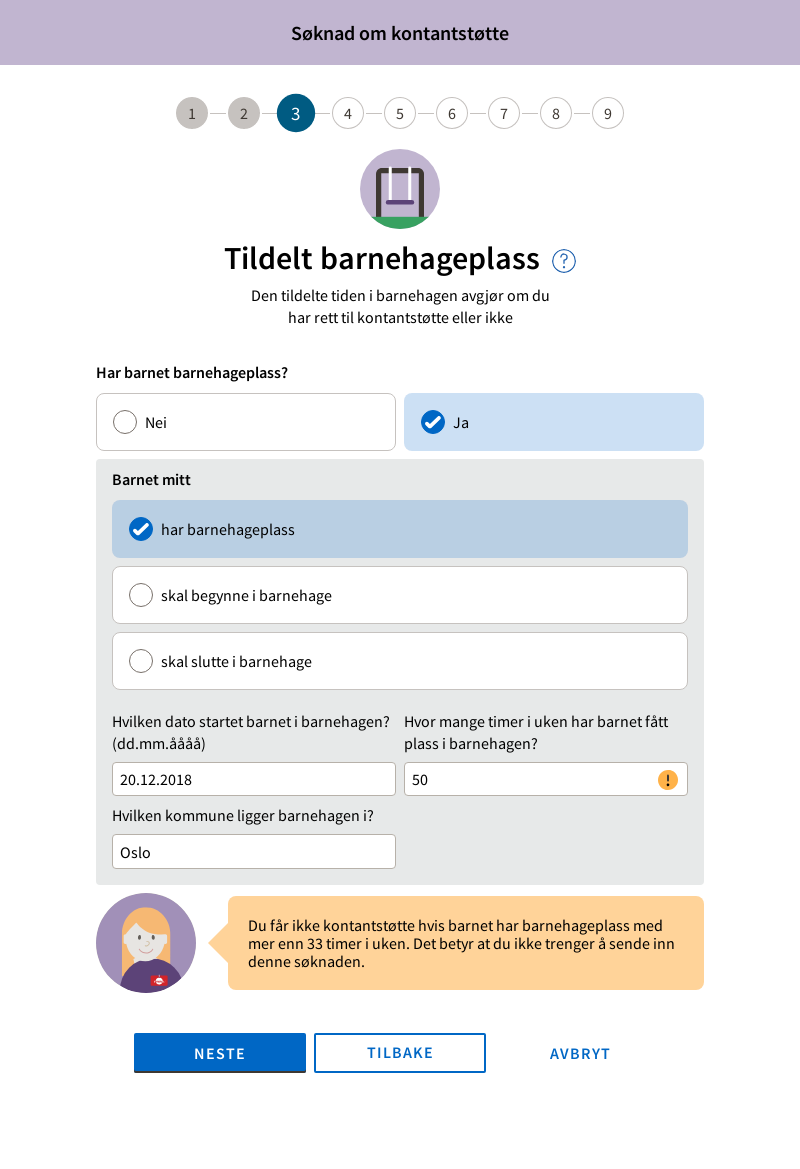 Søknad om kontantstøtte
1 2 3 4 5 6 7 8 9
Tildelt barnehageplass ?
Den tildelte tiden i barnehagen avgjør om du
har rett til kontantstøtte eller ikke
Har barnet barnehageplass?
Nei Ja
Barnet mitt
har barnehageplass
skal begynne i barnehage
skal slutte i barnehage
Hvilken dato startet barnet i barnehagen?
(dd.mm.åååå)
Hvor mange timer i uken har barnet fått
plass i barnehagen?
20.12.2018
50 !
Hvilken kommune ligger barnehagen i?
Oslo
Du får ikke kontantstøtte hvis barnet har barnehageplass med
mer enn 33 timer i uken. Det betyr at du ikke trenger å sende inn
denne søknaden.
NESTE TILBAKE AVBRYT